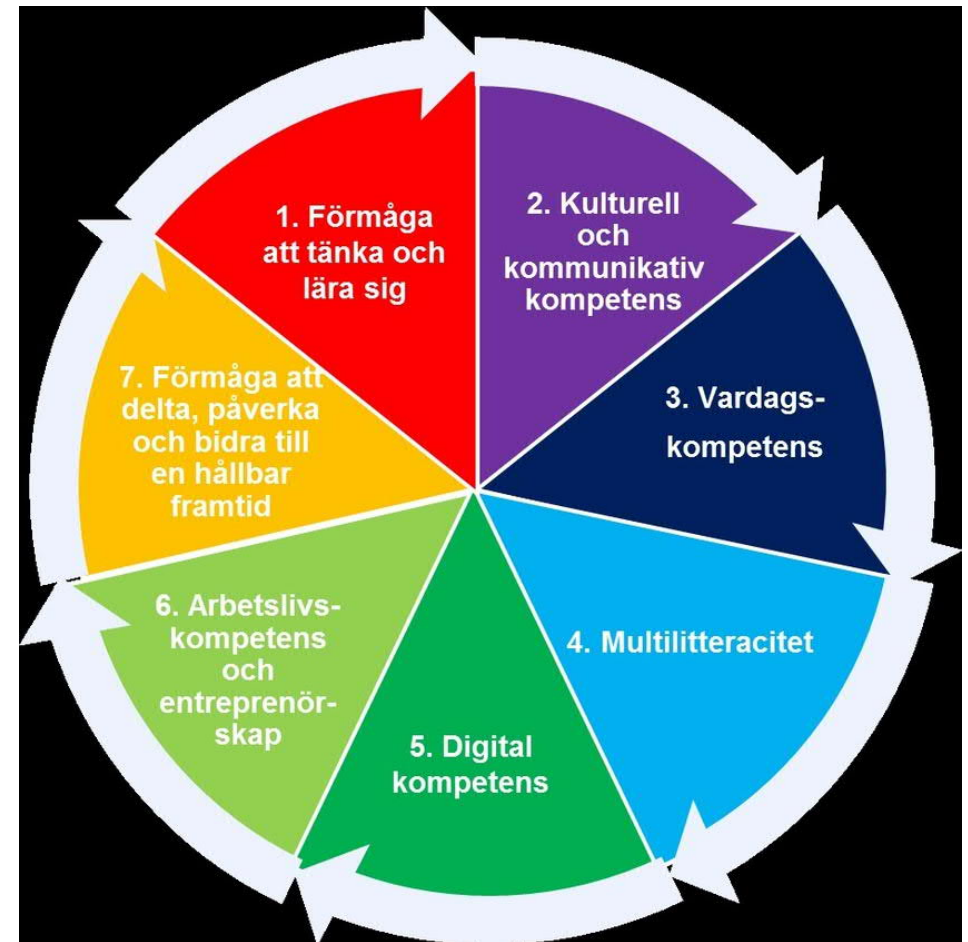 1. Förmåga
att tänka och
lära sig
2. Kulturell
och
kommunikativ
kompetens
3. Vardags-
kompetens
4. Multilitteracitet
5. Digital
kompetens
6. Arbetslivs-
kompetens
och
entreprenör-
skap
7. Förmåga att
delta, påverka
och bidra till
en hållbar
framtid